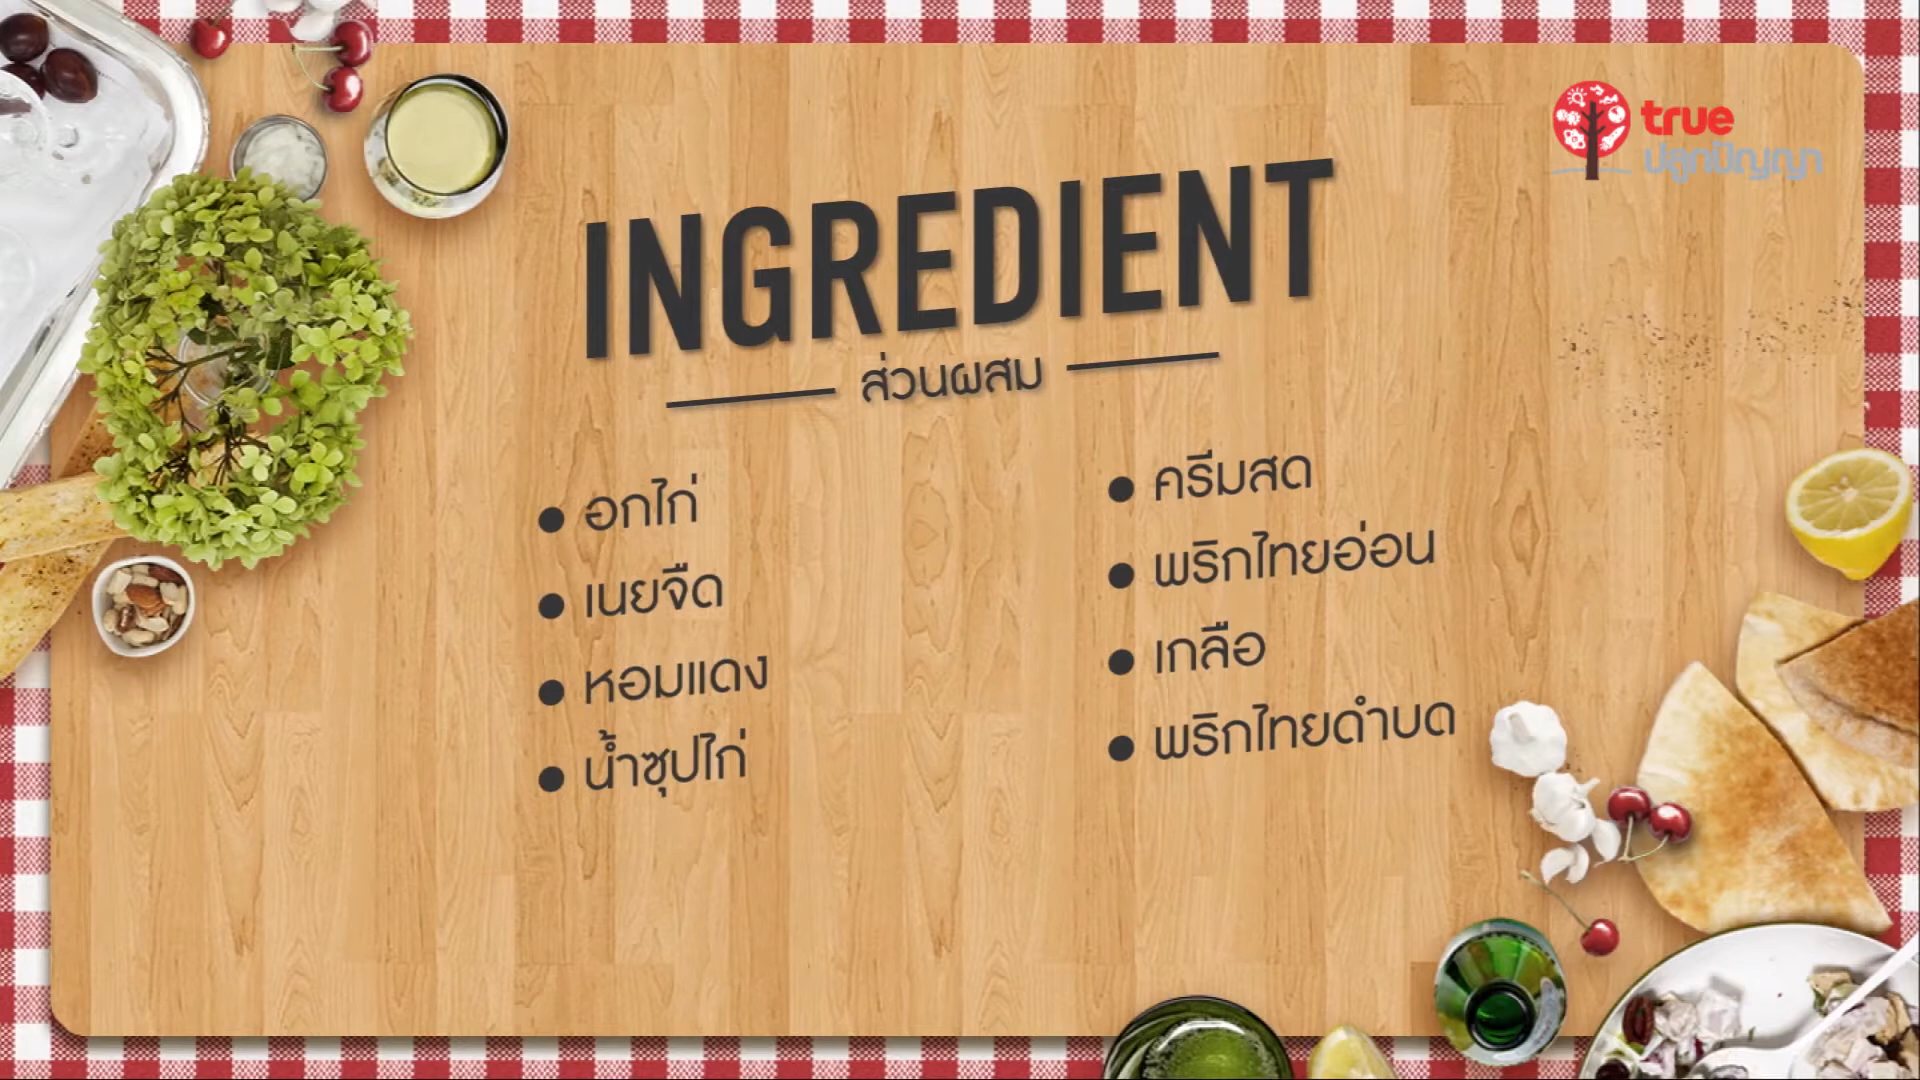 true
ปลูกปัญญา
INGREDIENT
ส่วนผสม
อกไก่
เนยจืด
หอมแดง
น้ำซุปไก่
ครีมสด
พริกไทยอ่อน
เกลือ
พริกไทยดำบด